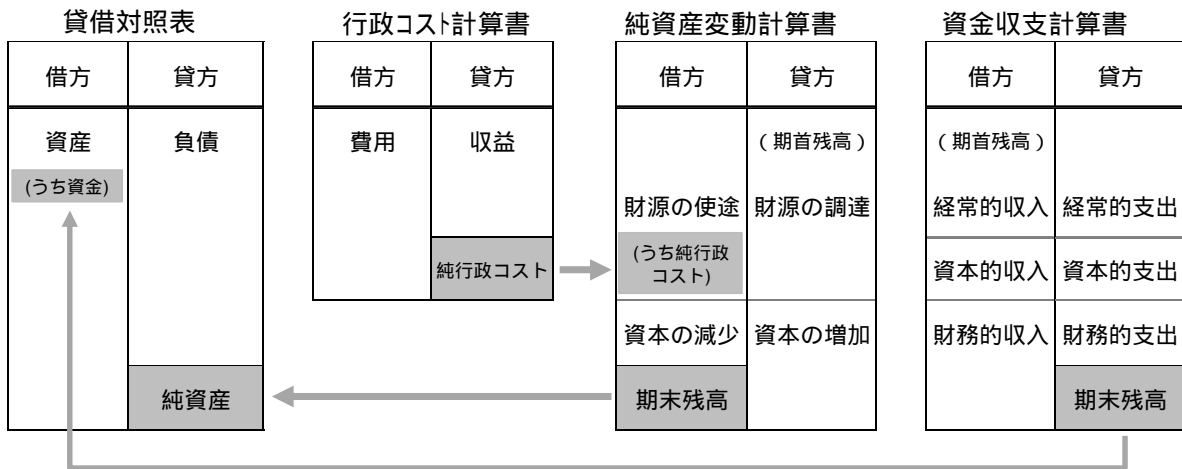 貸借対照表
借方 貸方
資産 負債
(うち資金)
純資産
行政コスト計算書
借方 貸方
費用 収益
純行政コスト
純資産変動計算書
借方 貸方
（期首残高）
財源の使途 財源の調達
(うち純行政
コスト)
資本の減少 資本の増加
期末残高
資金収支計算書
借方 貸方
（期首残高）
経常的収入 経常的支出
資本的収入 資本的支出
財務的収入 財務的支出
期末残高